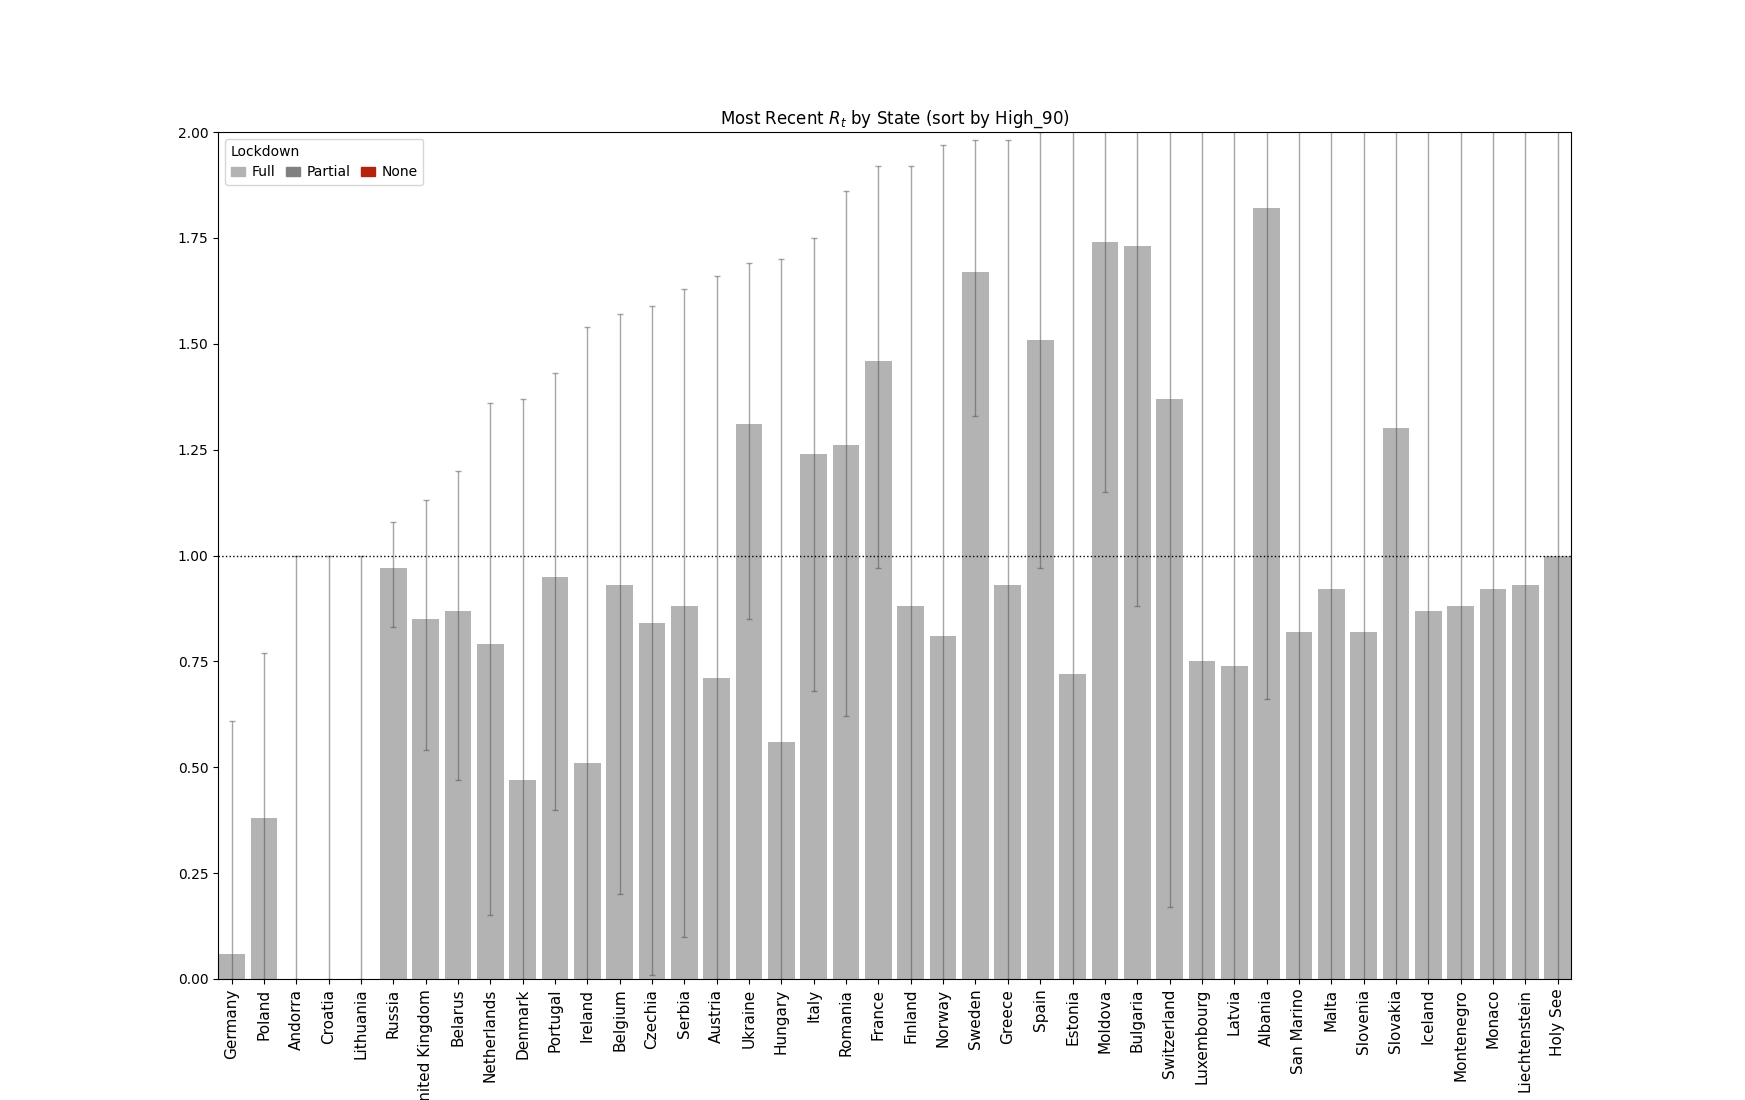 Most Recent R_t by State (sort by High_90)
Lockdown
Full Partial None
2.00
1.75
1.50
1.25
1.00
0.75
0.50
0.25
0.00
Germany
Poland
Andorra
Croatia
Lithuania
Russia
nited Kingdom
Belarus
Netherlands
Denmark
Portugal
Ireland
Belgium
Czechia
Serbia
Austria
Ukraine
Hungary
Italy
Romania
France
Finland
Norway
Sweden
Greece
Spain
Estonia
Moldova
Bulgaria
Switzerland
Luxembourg
Latvia
Albania
San Marino
Malta
Slovenia
Slovakia
Iceland
Montenegro
Monaco
Liechtenstein
Holy See